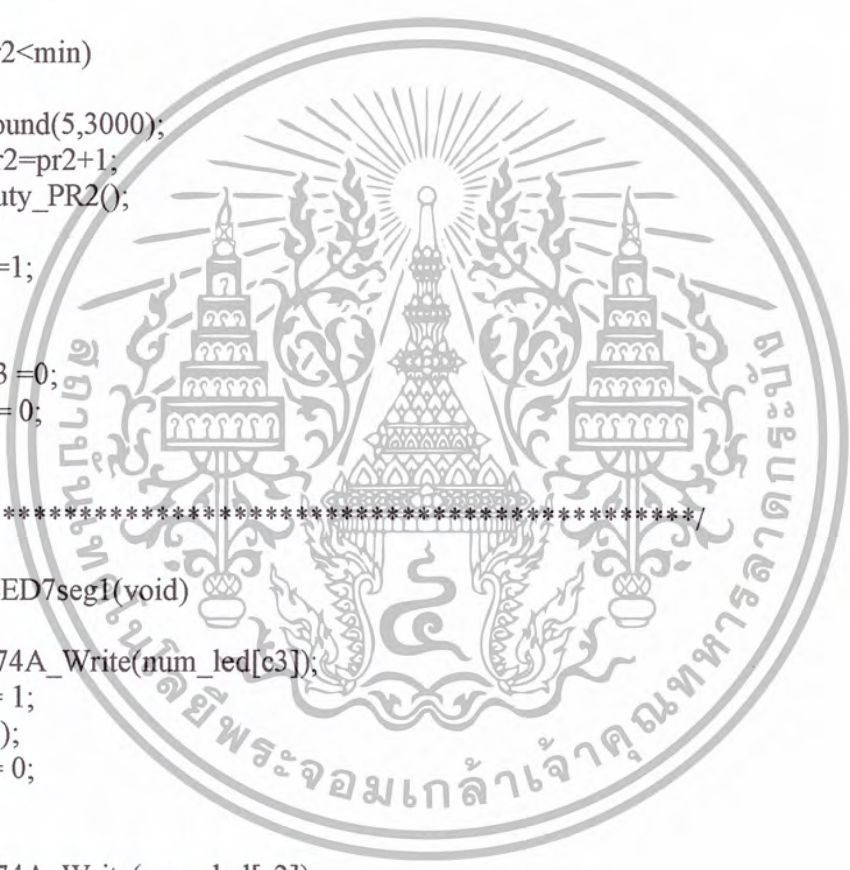 r2<min)
ound(5,3000);
r2=pr2+1;
uty_PR2();
=1;
3 =0;
= 0;
*********************************************/
ED7seg1(void)
74A_Write(num_led[c3]);
= 1;
);
= 0;
สถาบันเทคโนโลยีพระจอมเกล้าเจ้าคุณทหารลาดกระบัง